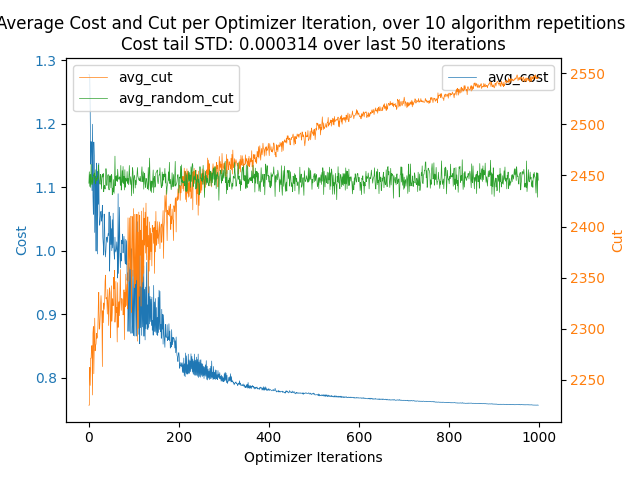 Average Cost and Cut per Optimizer Iteration, over 10 algorithm repetitions
Cost tail STD: 0.000314 over last 50 iterations
avg_cut
avg_random_cut
avg_cost
Cost
1.3
1.2
1.1
1.0
0.9
0.8
2550
2500
2450
2400
2350
2300
2250
Cut
0
200
400
600
800
1000
Optimizer Iterations